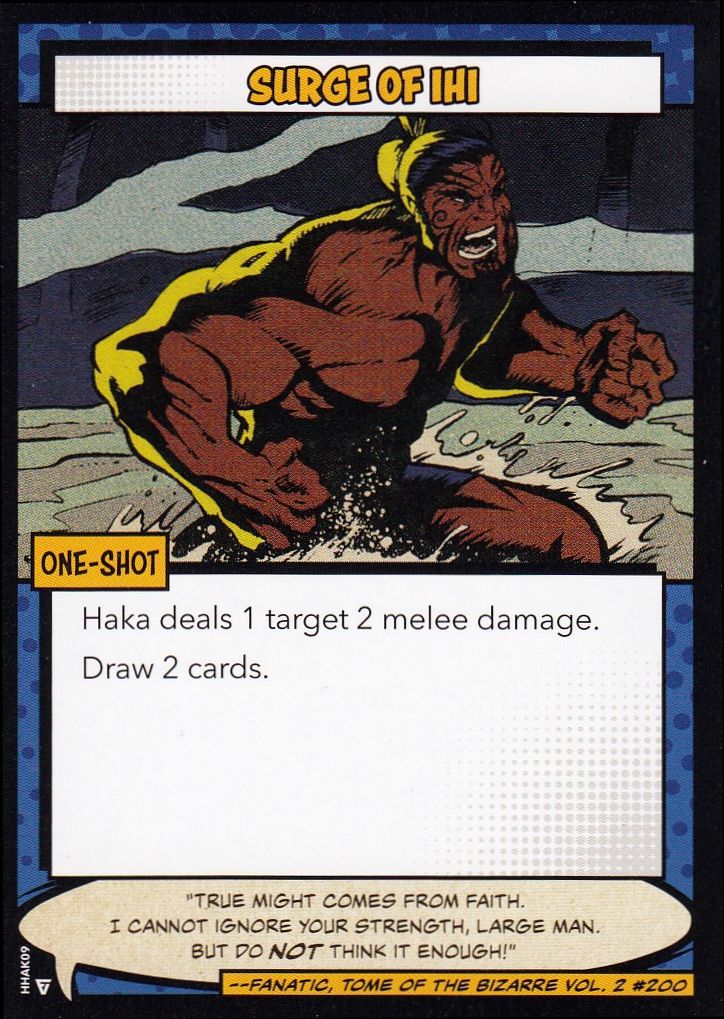 SURGE OF IHI
ONE-SHOT
Haka deals 1 target 2 melee damage.
Draw 2 cards.
"TRUE MIGHT COMES FROM FAITH.
I CANNOT IGNORE YOUR STRENGTH, LARGE MAN.
BUT DO NOT THINK IT ENOUGH!"
--FANATIC, TOME OF THE BIZARRE VOL. 2 #200
HHAK09